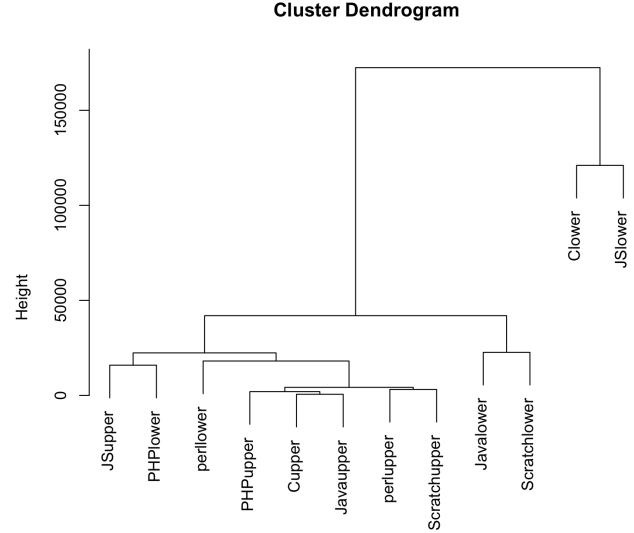 Cluster Dendrogram
Height
150000
100000
50000
0
JSupper
PHPlower
perllower
PHPupper
Cupper
Javaupper
perlupper
Scratchupper
Javalower
Scratchlower
Clower
JSlower